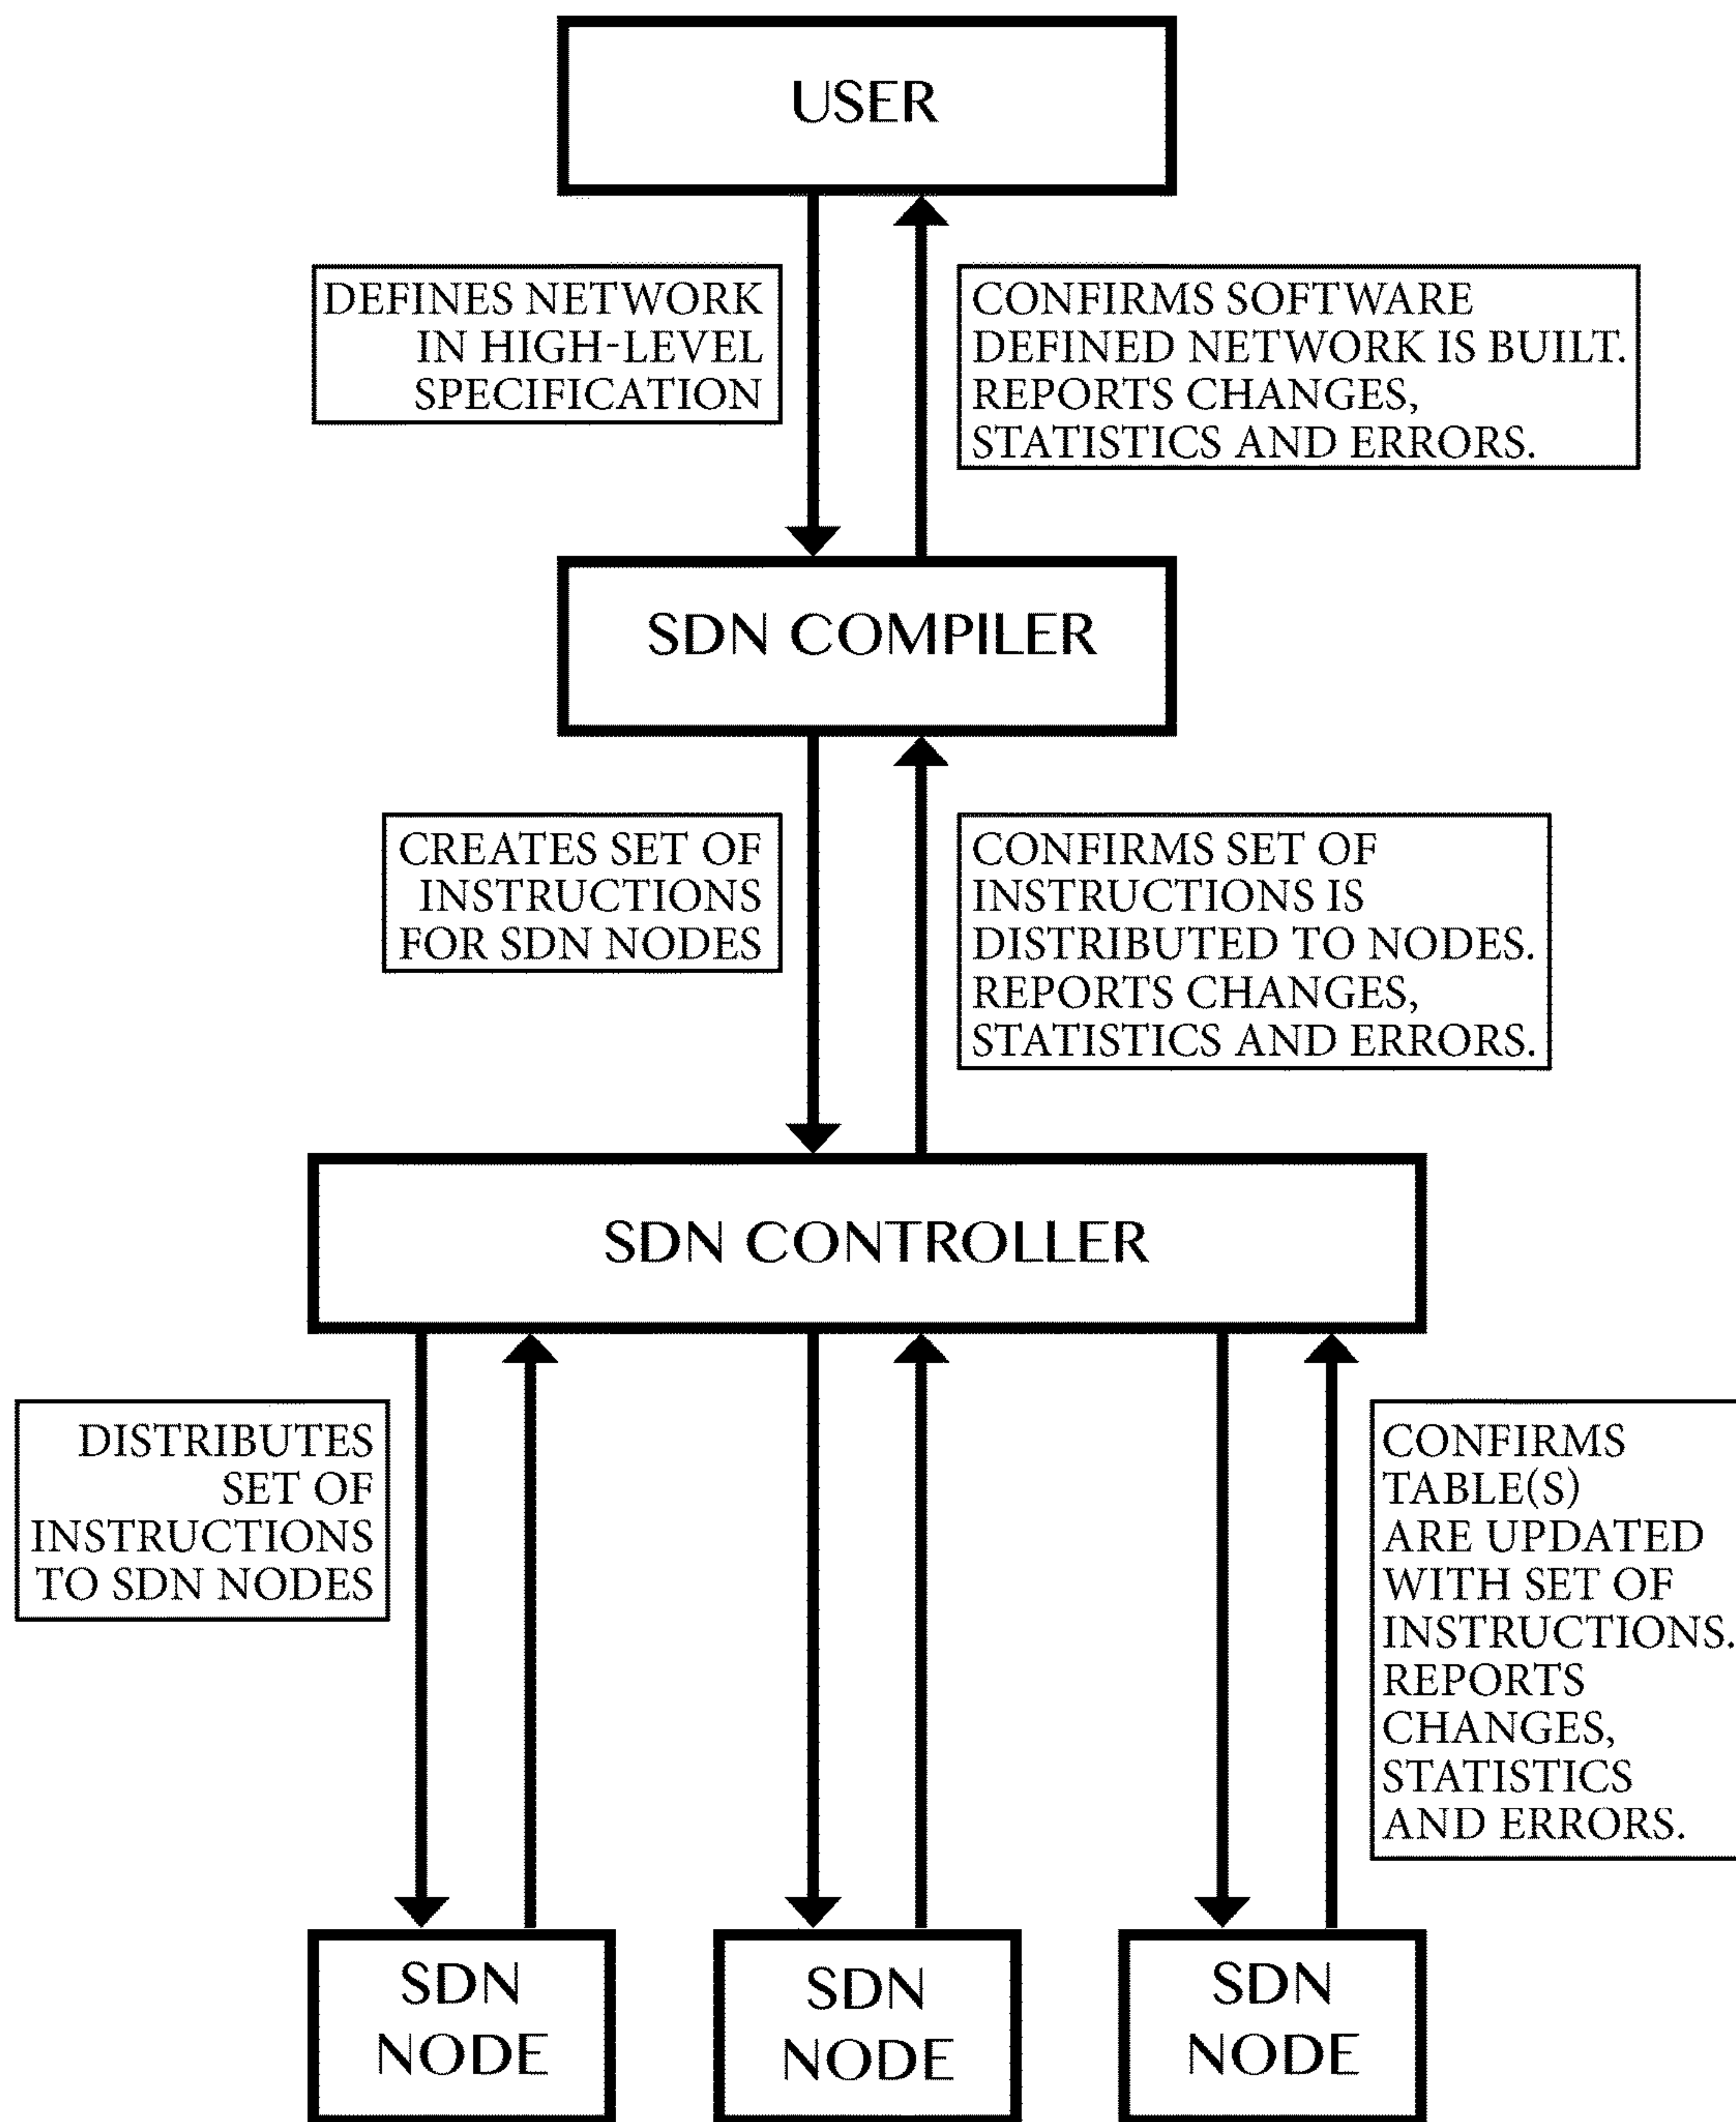 USER
DEFINES NETWORK
IN HIGH-LEVEL
SPECIFICATION
CONFIRMS SOFTWARE
DEFINED NETWORK IS BUILT.
REPORTS CHANGES,
STATISTICS AND ERRORS.
SDN COMPILER
CREATES SET OF
INSTRUCTIONS
FOR SDN NODES
CONFIRMS SET OF
INSTRUCTIONS IS
DISTRIBUTED TO NODES.
REPORTS CHANGES,
STATISTICS AND ERRORS.
SDN CONTROLLER
DISTRIBUTES
SET OF
INSTRUCTIONS
TO SDN NODES
CONFIRMS
TABLE(S)
ARE UPDATED
WITH SET OF
INSTRUCTIONS.
REPORTS
CHANGES,
STATISTICS
AND ERRORS.
SDN
NODE
SDN
NODE
SDN
NODE